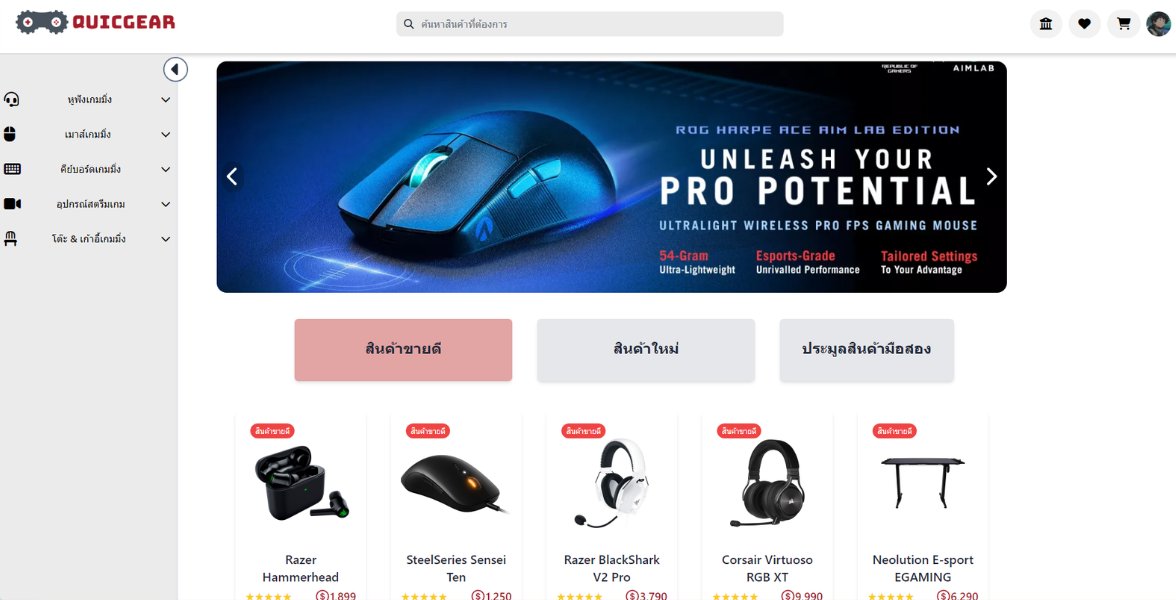 QUICGEAR
ค้นหาสินค้าที่ต้องการ
หูฟังเกมมิ่ง
เมาส์เกมมิ่ง
คีย์บอร์ดเกมมิ่ง
อุปกรณ์สตรีมเกม
โต๊ะ & เก้าอี้เกมมิ่ง
REPUBLIC OF
GAMERS
AIMLAB
ROG HARPE ACE AIM LAB EDITION
UNLEASH YOUR
PRO POTENTIAL
ULTRALIGHT WIRELESS PRO FPS GAMING MOUSE
54-Gram Esports-Grade Tailored Settings
Ultra-Lightweight Unrivalled Performance To Your Advantage
สินค้าขายดี สินค้าใหม่ ประมูลสินค้ามือสอง
สินค้าขายดี สินค้าขายดี สินค้าขายดี สินค้าขายดี สินค้าขายดี
Razer
Hammerhead
1,899
SteelSeries Sensei
Ten
1,250
Razer BlackShark
V2 Pro
3,790
Corsair Virtuoso
RGB XT
9,990
Neolution E-sport
EGAMING
6,290